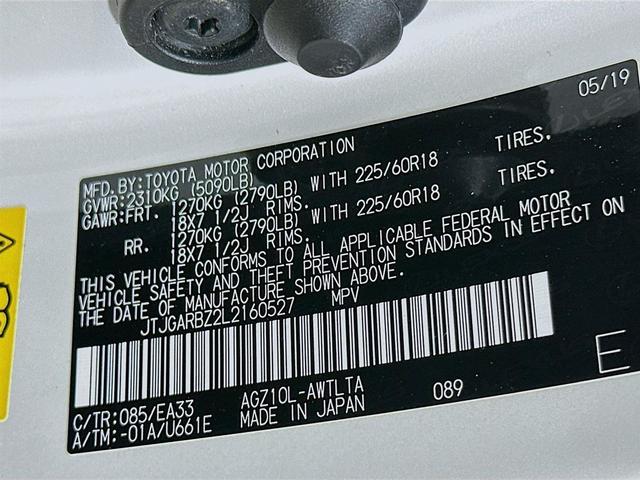 05/19
MFD.BY:TOYOTA MOTOR CORPORATION
GVWR:2310KG (5090LB)
GAWR:FRT. 1270KG (2790LB) WITH 225/60R18 TIRES.
18X7 1/2J RIMS.
RR. 1270KG (2790LB) WITH 225/60R18 TIRES.
18X7 1/2J RIMS.
THIS VEHICLE CONFORMS TO ALL APPLICABLE FEDERAL MOTOR
VEHICLE SAFETY AND THEFT PREVENTION STANDARDS IN EFFECT ON
THE DATE OF MANUFACTURE SHOWN ABOVE.
JTJGARBZ2L2160527 MPV
C/TR:085/EA33 AGZ10L-AWTLTA 089
A/TM:-01A/U661E MADE IN JAPAN
E